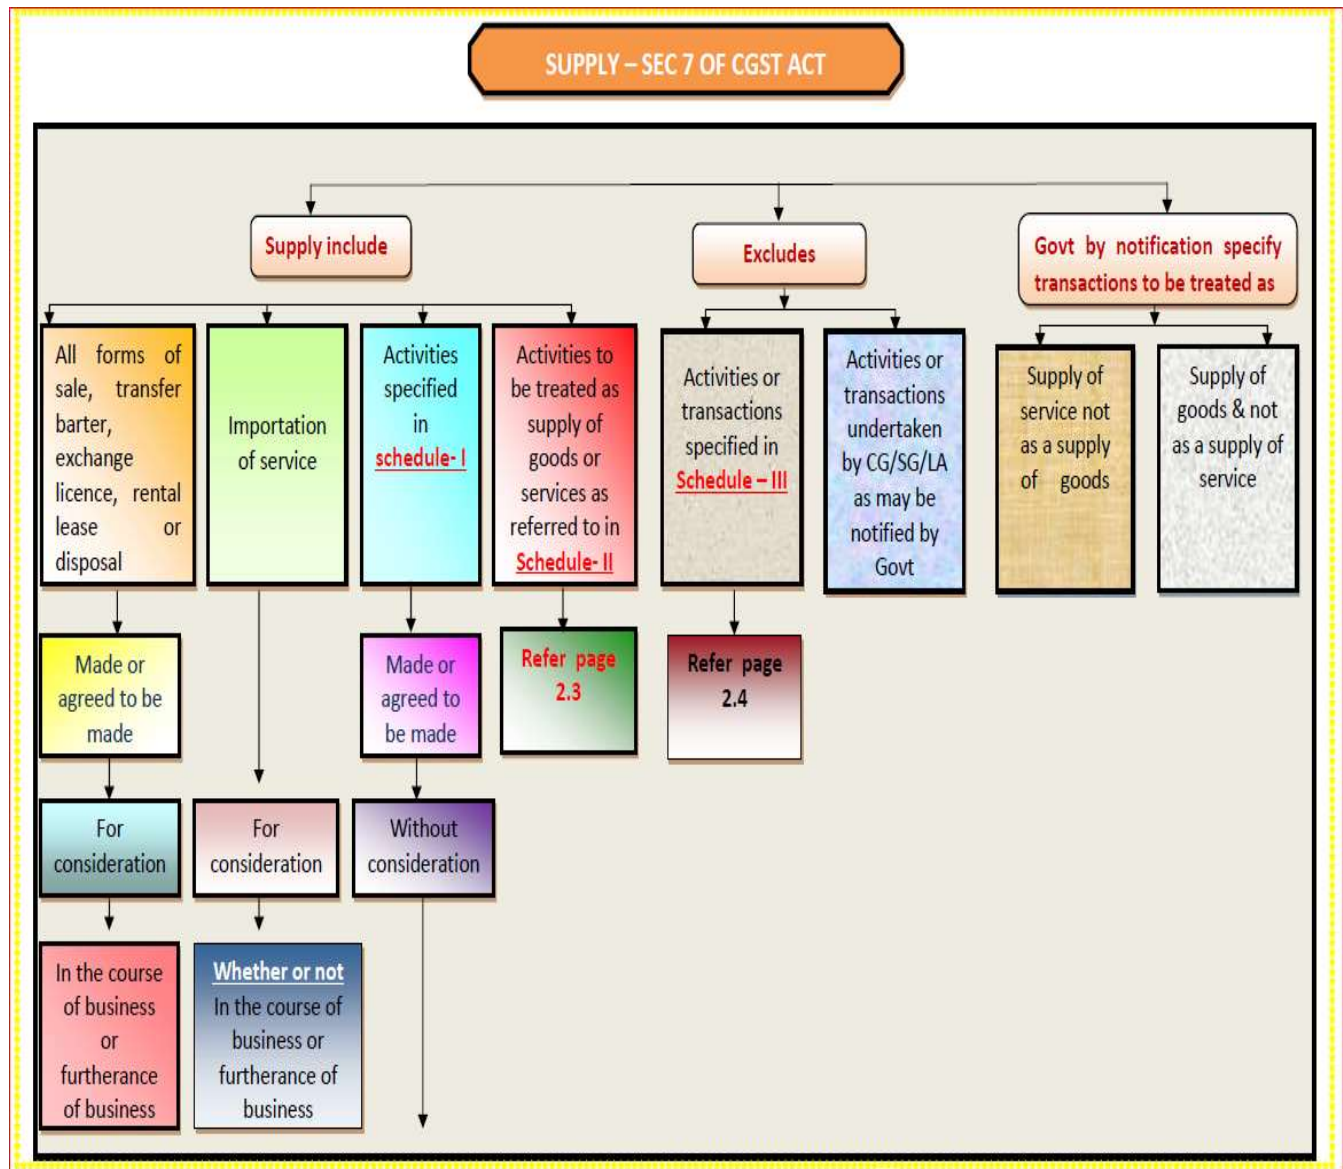 SUPPLY – SEC 7 OF CGST ACT
Supply include
Excludes
Govt by notification specify
transactions to be treated as
All forms of
sale, transfer
barter,
exchange
licence, rental
lease or
disposal
Importation
of service
Activities
specified
in
schedule- I
Activities to
be treated as
supply of
goods or
services as
referred to in
Schedule- II
Activities or
transactions
specified in
Schedule – III
Activities or
transactions
undertaken
by CG/SG/LA
as may be
notified by
Govt
Supply of
service not
as a supply
of goods
Supply of
goods & not
as a supply of
service
Made or
agreed to be
made
Made or
agreed to
be made
Refer page
2.3
Refer page
2.4
For
consideration
For
consideration
Without
consideration
In the course
of business
or
furtherance
of business
Whether or not
In the course of
business or
furtherance of
business